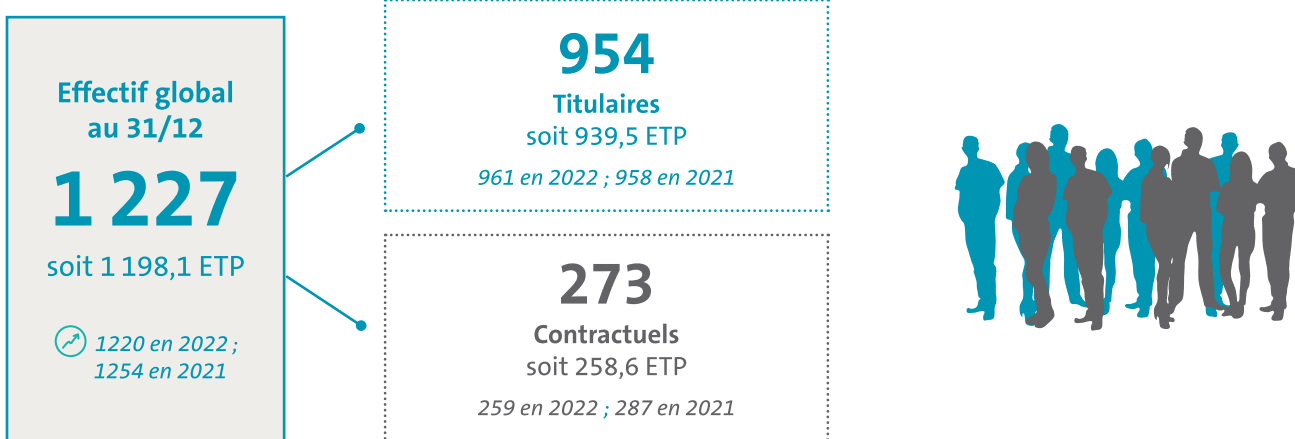 Effectif global
au 31/12
1 227
soit 1 198,1 ETP
1220 en 2022 ;
1254 en 2021
954
Titulaires
soit 939,5 ETP
961 en 2022 ; 958 en 2021
273
Contractuels
soit 258,6 ETP
259 en 2022 ; 287 en 2021